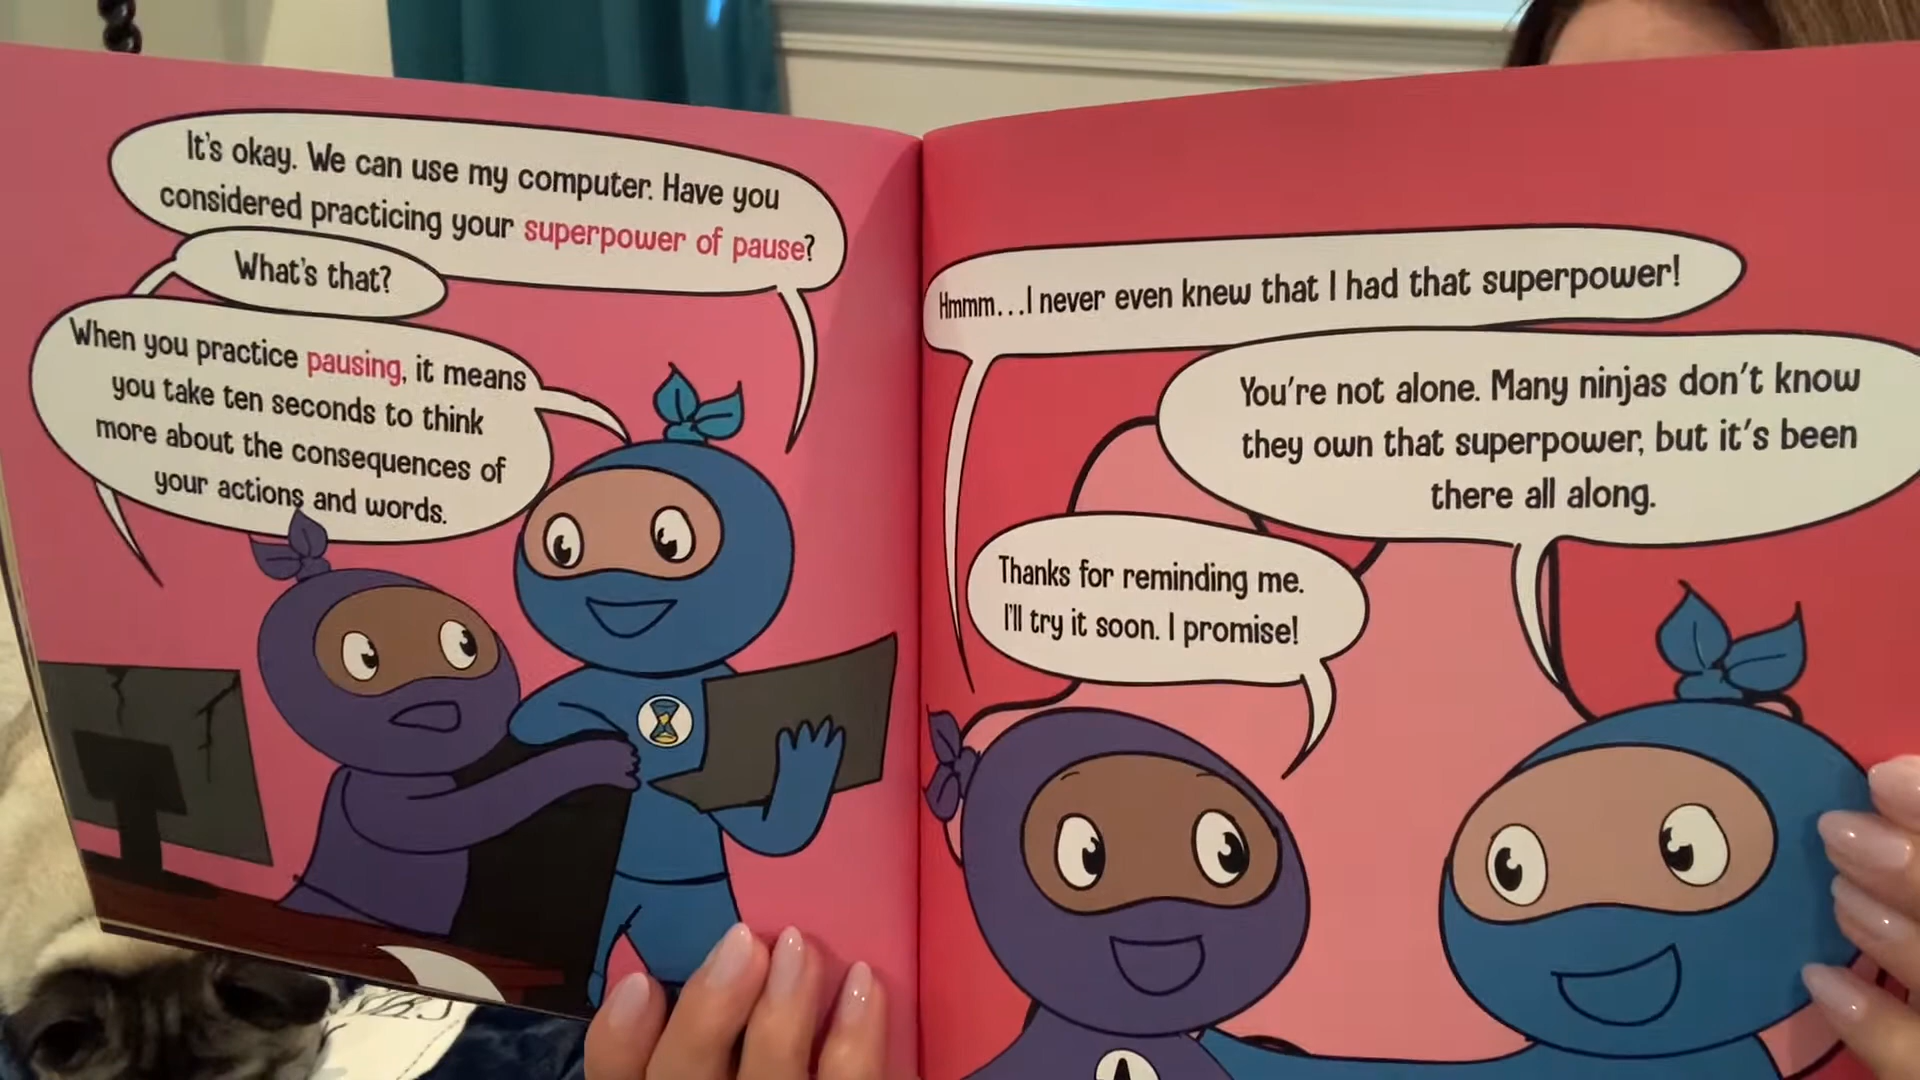 It's okay. We can use my computer. Have you
considered practicing your superpower of pause?
What's that?
When you practice pausing, it means
you take ten seconds to think
more about the consequences of
your actions and words.
Hmmm...I never even knew that I had that superpower!
You're not alone. Many ninjas don't know
they own that superpower, but it's been
there all along.
Thanks for reminding me.
I'll try it soon. I promise!